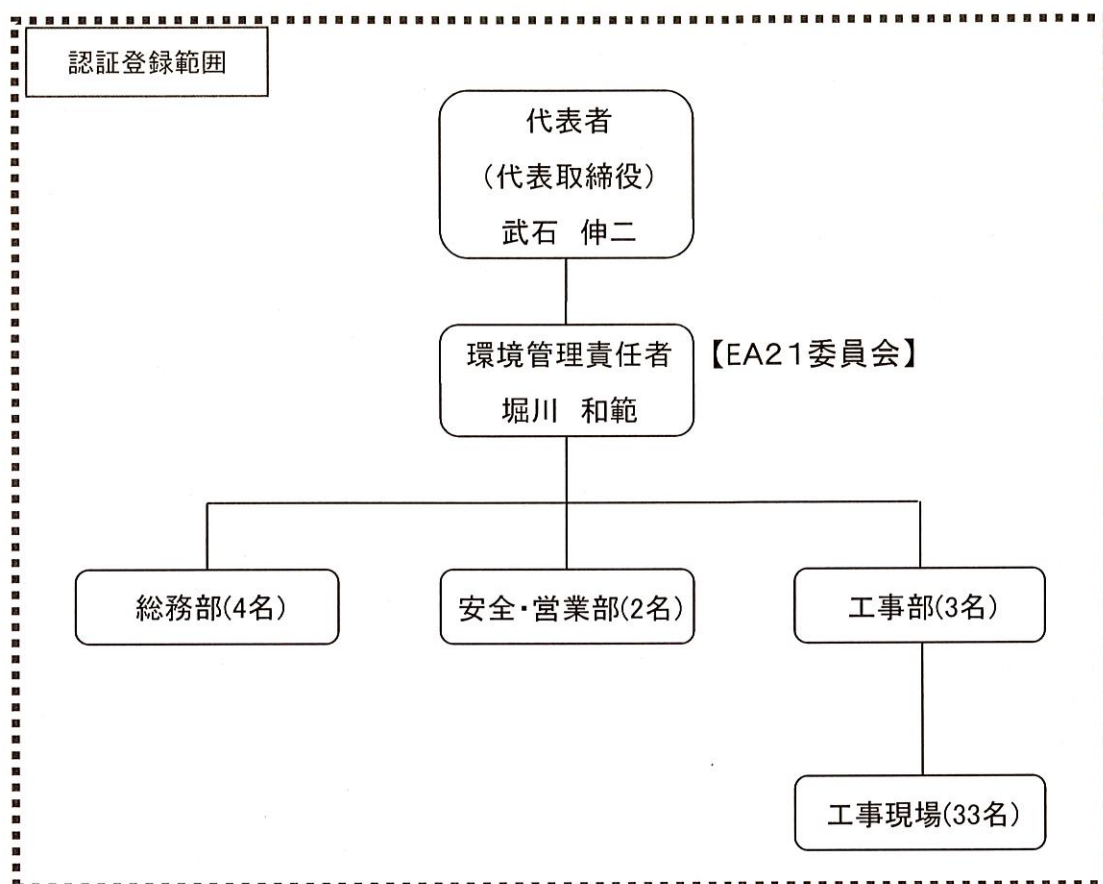 認証登録範囲
代表者
（代表取締役）
武石　伸二
環境管理責任者
堀川　和範
【EA21委員会】
総務部(4名)
安全・営業部(2名)
工事部(3名)
工事現場(33名)